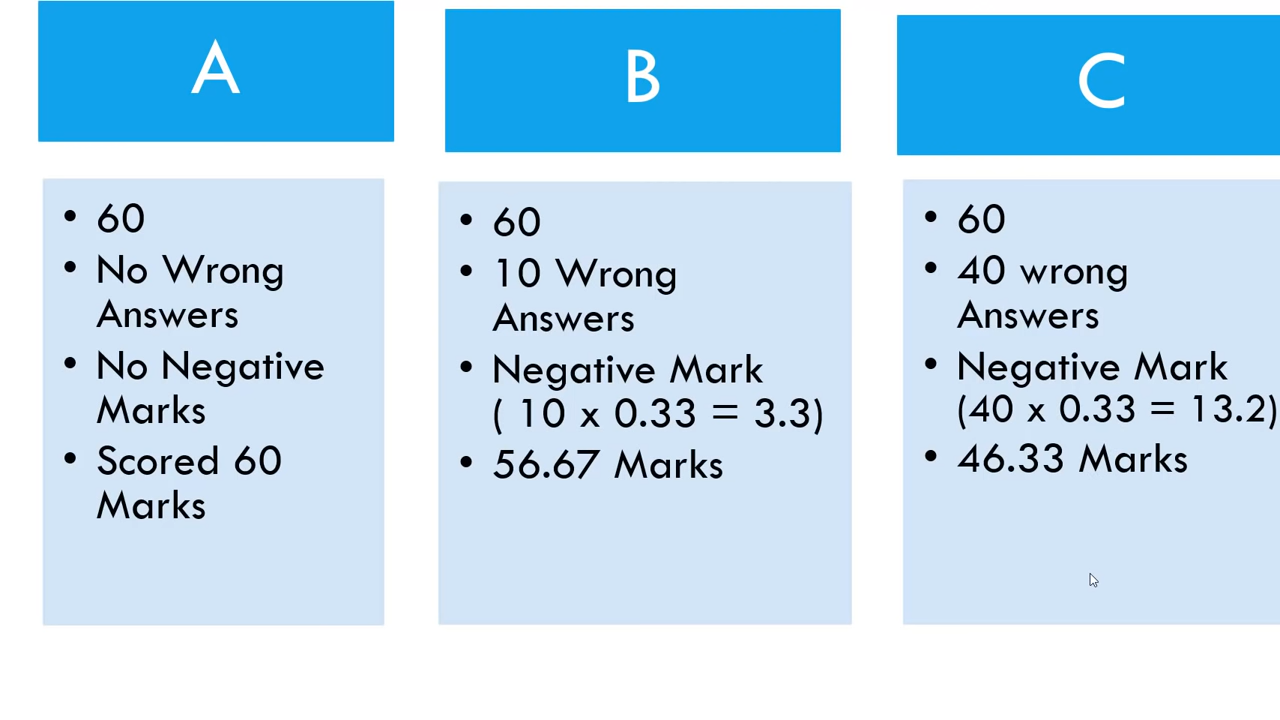 A
• 60
• No Wrong
Answers
• No Negative
Marks
• Scored 60
Marks
B
• 60
• 10 Wrong
Answers
• Negative Mark
( 10 x 0.33 = 3.3)
• 56.67 Marks
C
• 60
• 40 wrong
Answers
• Negative Mark
(40 x 0.33 = 13.2)
• 46.33 Marks